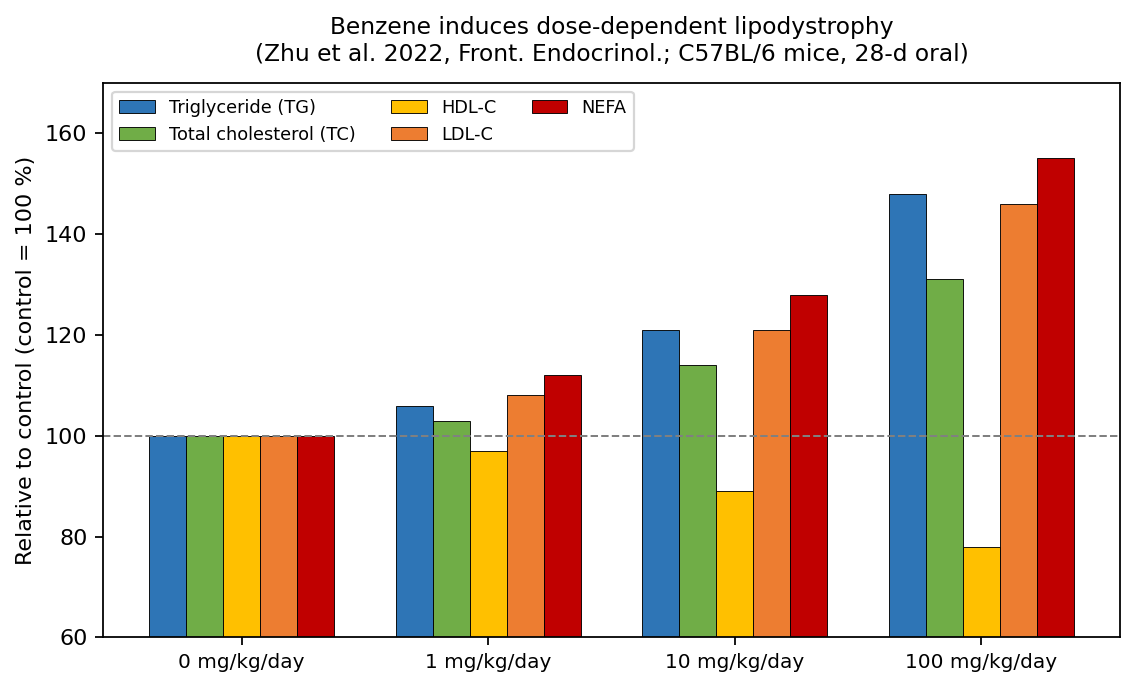 Benzene induces dose-dependent lipodystrophy
(Zhu et al. 2022, Front. Endocrinol.; C57BL/6 mice, 28-d oral)
Triglyceride (TG)
Total cholesterol (TC)
HDL-C
LDL-C
NEFA
Relative to control (control = 100 %)
160
140
120
100
80
60
0 mg/kg/day
1 mg/kg/day
10 mg/kg/day
100 mg/kg/day